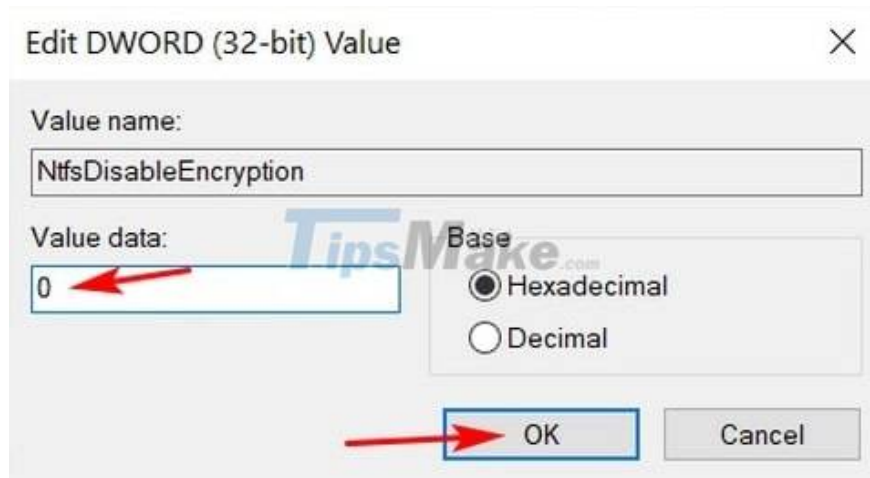 Edit DWORD (32-bit) Value
Value name:
NtfsDisableEncryption
Value data:
0
TipsMake.com
Base
Hexadecimal
Decimal
OK
Cancel